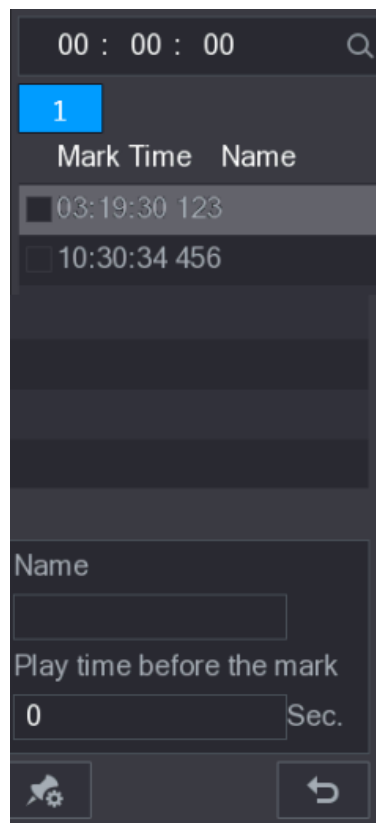 00 : 00 : 00
1
Mark Time Name
03:19:30 123
10:30:34 456
Name
Play time before the mark
0 Sec.